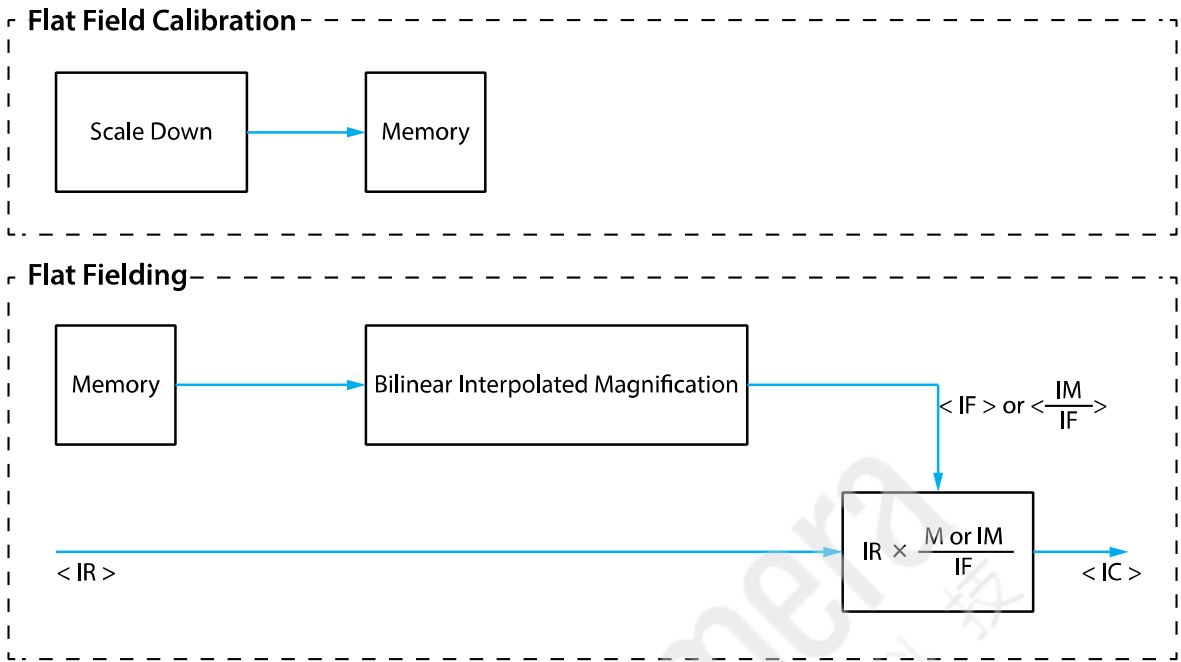 Flat Field Calibration
Scale Down
Memory
Flat Fielding
Memory
Bilinear Interpolated Magnification
< IF > or < IM / IF >
IR × M or IM / IF
< IR >
< IC >